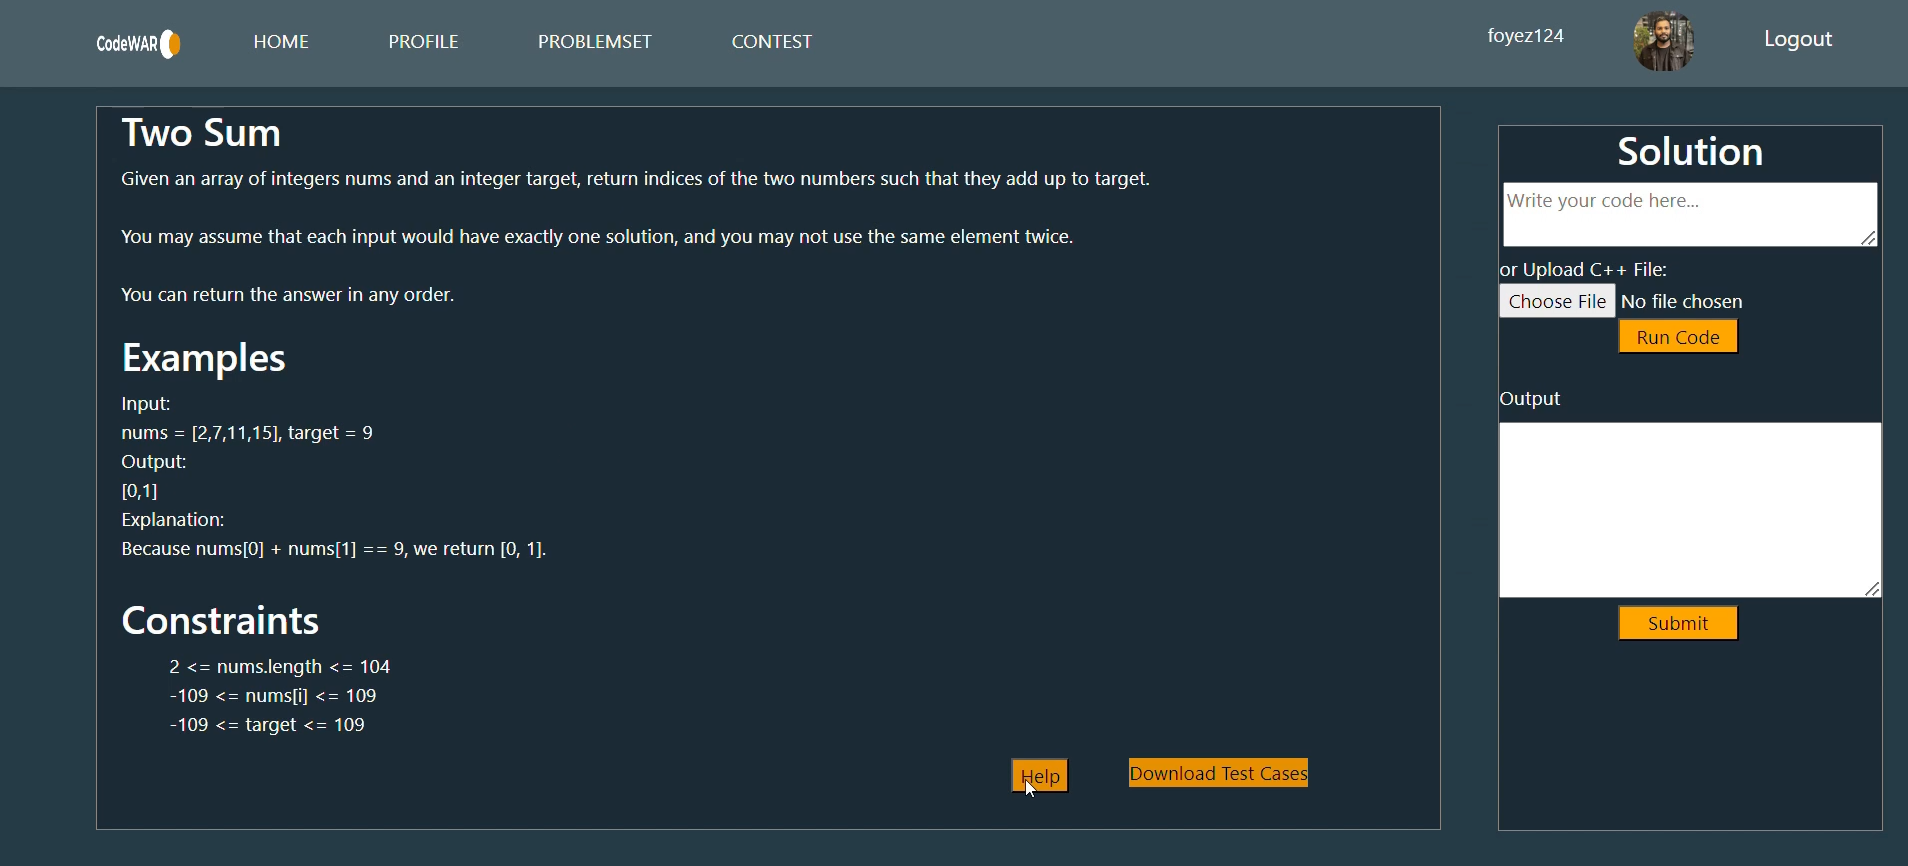 CodeWAR
HOME
PROFILE
PROBLEMSET
CONTEST
foyez124
Logout
Two Sum
Given an array of integers nums and an integer target, return indices of the two numbers such that they add up to target.
You may assume that each input would have exactly one solution, and you may not use the same element twice.
You can return the answer in any order.
Examples
Input:
nums = [2,7,11,15], target = 9
Output:
[0,1]
Explanation:
Because nums[0] + nums[1] == 9, we return [0, 1].
Constraints
2 <= nums.length <= 104
-109 <= nums[i] <= 109
-109 <= target <= 109
Help
Download Test Cases
Solution
Write your code here...
or Upload C++ File:
Choose File No file chosen
Run Code
Output
Submit